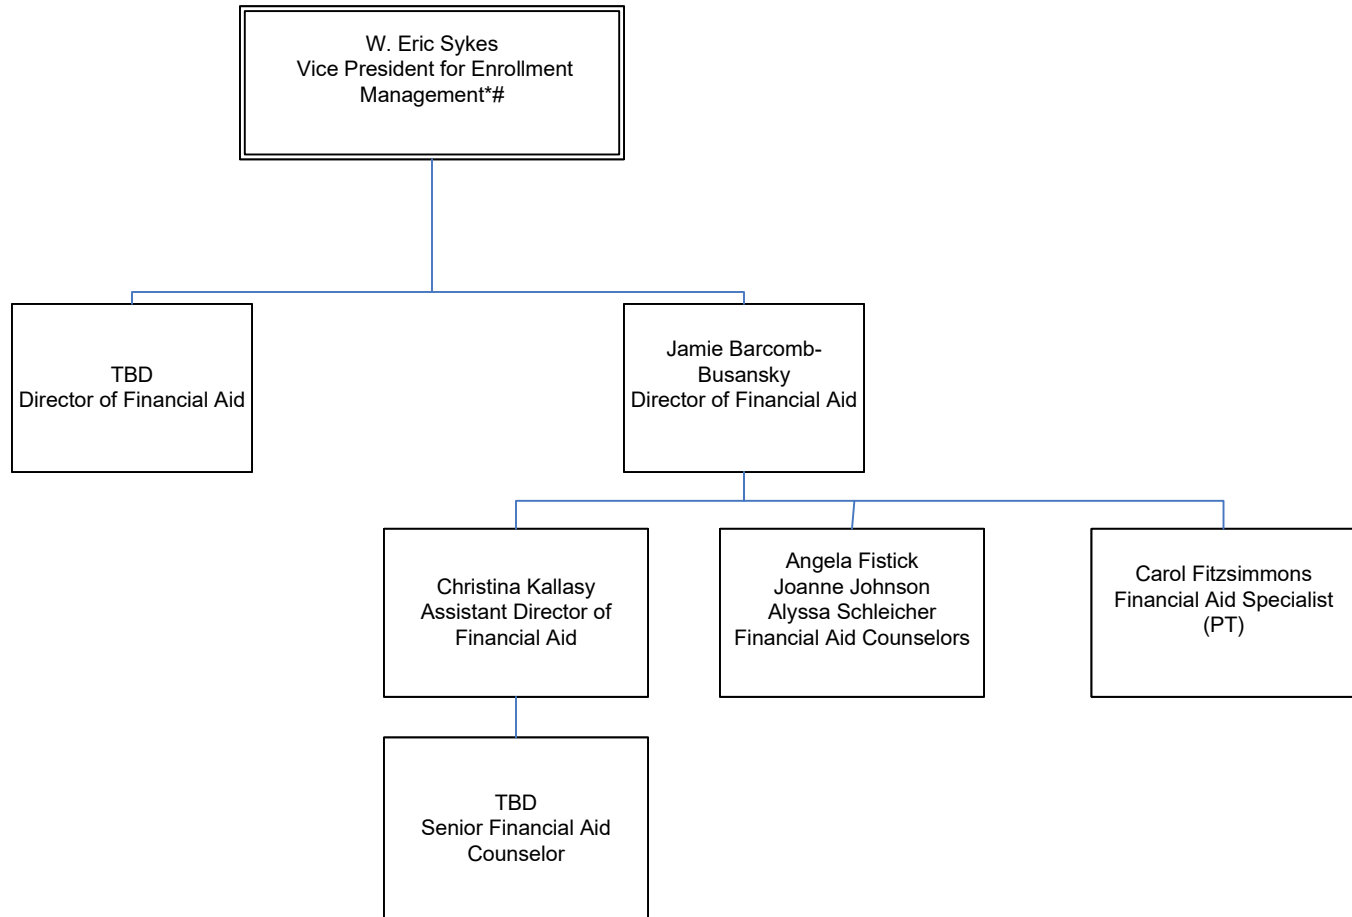 W. Eric Sykes
Vice President for Enrollment
Management*#
TBD
Director of Financial Aid
Jamie Barcomb-
Busansky
Director of Financial Aid
Christina Kallasy
Assistant Director of
Financial Aid
Angela Fistick
Joanne Johnson
Alyssa Schleicher
Financial Aid Counselors
Carol Fitzsimmons
Financial Aid Specialist
(PT)
TBD
Senior Financial Aid
Counselor